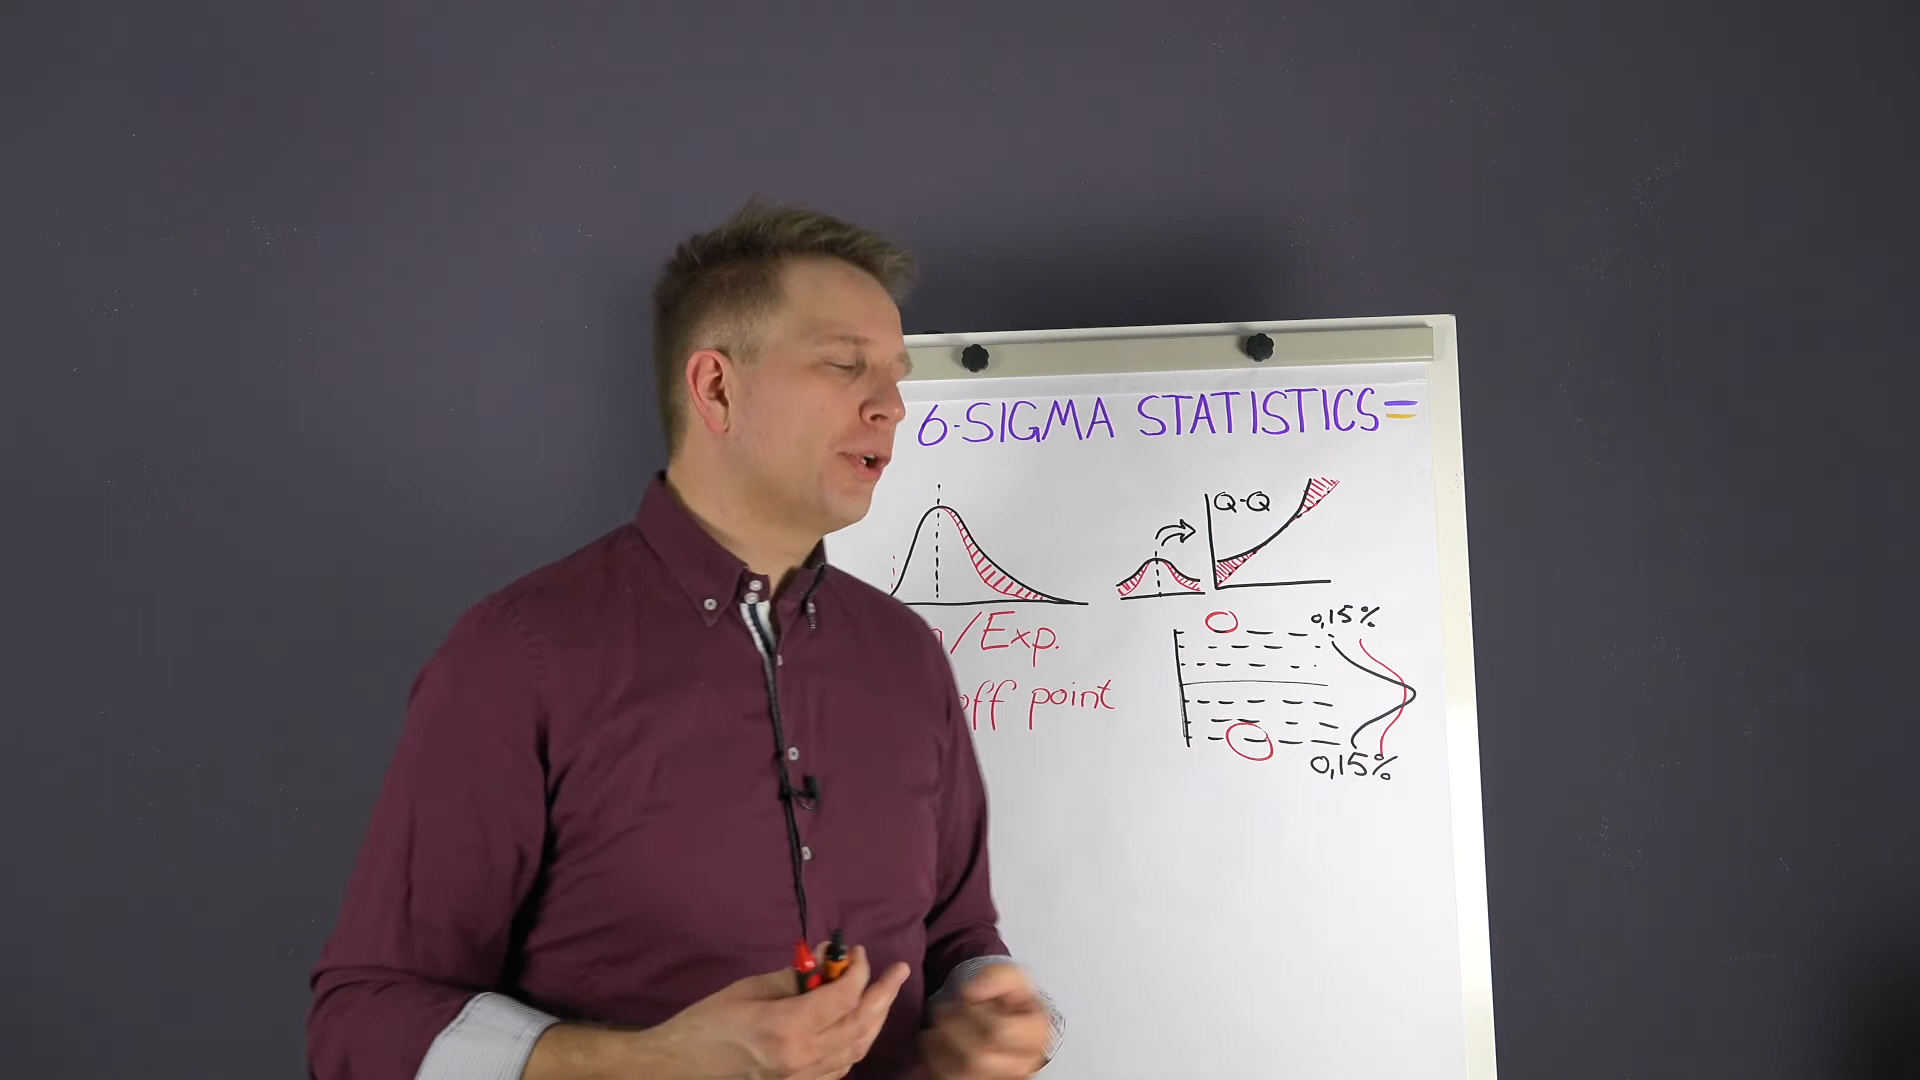 6-SIGMA STATISTICS=
Q-Q
/Exp.
off point
0,15%
0,15%